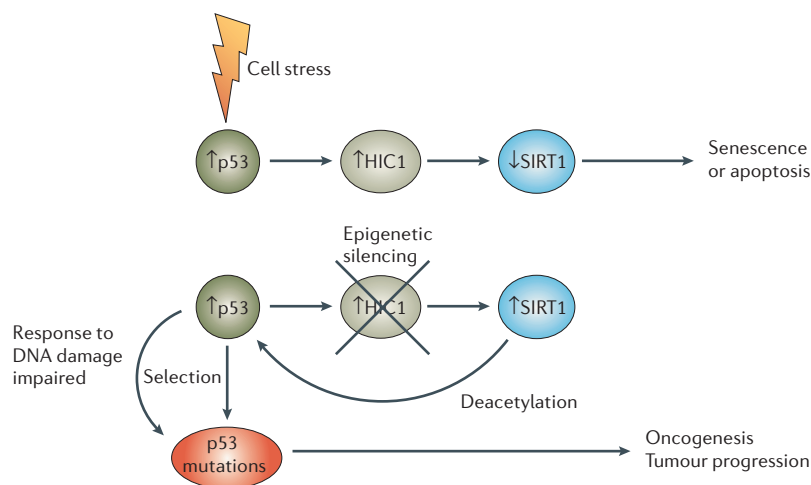 Cell stress
↑p53
↑HIC1
↓SIRT1
Senescence
or apoptosis
Epigenetic
silencing
↑p53
↑HIC1
↑SIRT1
Response to
DNA damage
impaired
Selection
Deacetylation
p53
mutations
Oncogenesis
Tumour progression